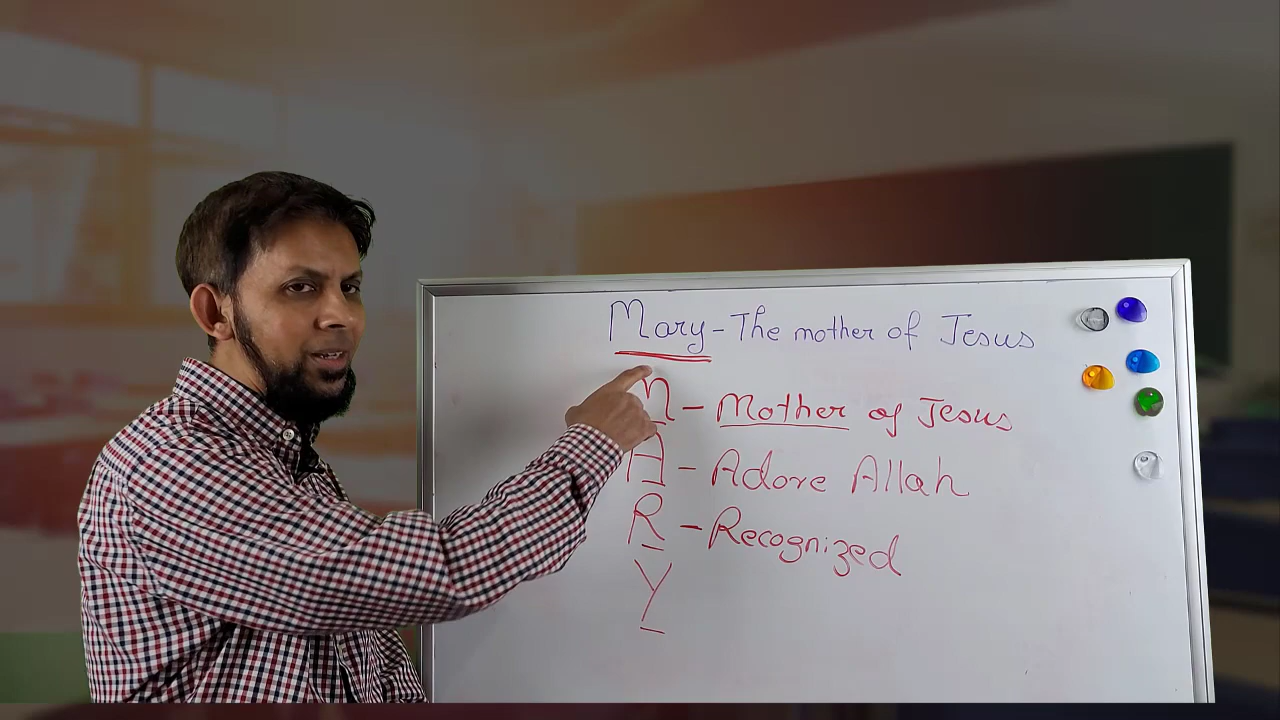 Mary - The mother of Jesus
M - Mother of Jesus
A - Adore Allah
R - Recognized
Y